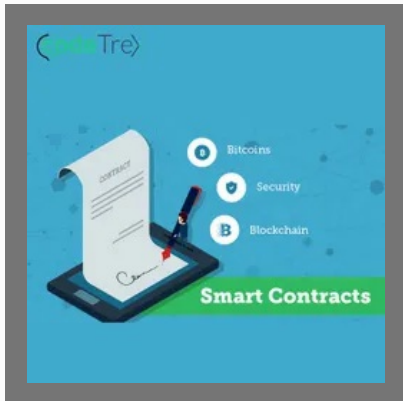 codeTre
Bitcoins
Security
Blockchain
CONTRACT
Smart Contracts